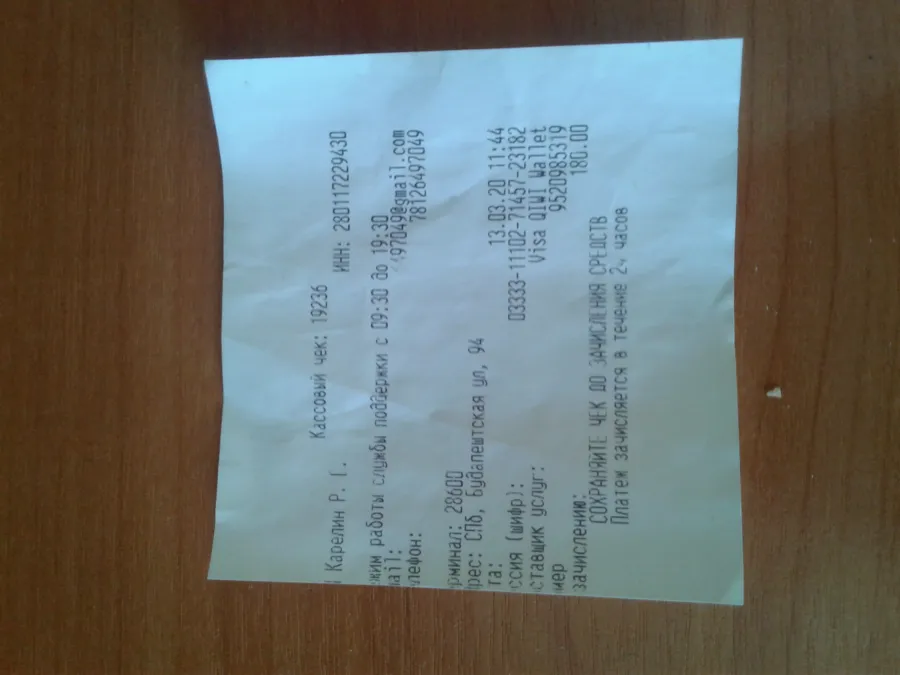 Кассовый чек: 19236
Карелин Р. Г. ИНН: 280117229430
жим работы службы поддержки с 09:30 до 19:30
ail: 97049@gmail.com
лефон: 78126497049
рминал: 28600
рес: СПб, Будапештская ул, 94
та: 13.03.20 11:44
ссия (шифр): D3333-11102-71457-23182
ставщик услуг: Visa QIWI Wallet
мер 9520985319
зачислению: 180.00
СОХРАНЯЙТЕ ЧЕК ДО ЗАЧИСЛЕНИЯ СРЕДСТВ
Платеж зачисляется в течение 24 часов